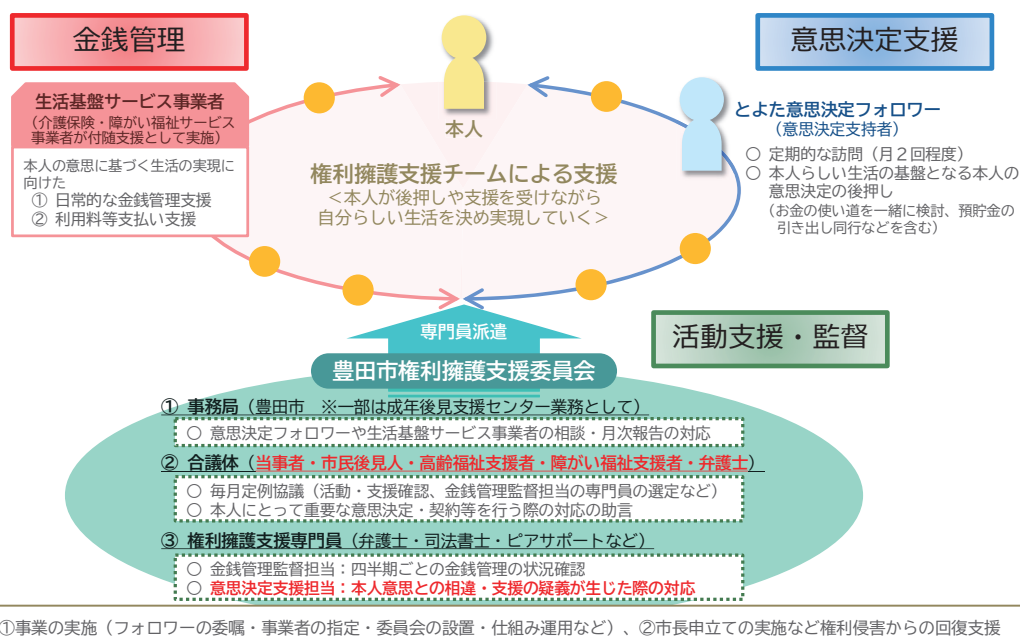 金銭管理
意思決定支援
生活基盤サービス事業者
（介護保険・障がい福祉サービス
事業者が付随支援として実施）
本人の意思に基づく生活の実現に
向けた
① 日常的な金銭管理支援
② 利用料等支払い支援
本人
権利擁護支援チームによる支援
＜本人が後押しや支援を受けながら
自分らしい生活を決め実現していく＞
とよた意思決定フォロワー
（意思決定支持者）
○ 定期的な訪問（月２回程度）
○ 本人らしい生活の基盤となる本人の
意思決定の後押し
（お金の使い道を一緒に検討、預貯金の
引き出し同行などを含む）
専門員派遣
活動支援・監督
豊田市権利擁護支援委員会
① 事務局（豊田市　※一部は成年後見支援センター業務として）
○ 意思決定フォロワーや生活基盤サービス事業者の相談・月次報告の対応
② 合議体（当事者・市民後見人・高齢福祉支援者・障がい福祉支援者・弁護士）
○ 毎月定例協議（活動・支援確認、金銭管理監督担当の専門員の選定など）
○ 本人にとって重要な意思決定・契約等を行う際の対応の助言
③ 権利擁護支援専門員（弁護士・司法書士・ピアサポートなど）
○ 金銭管理監督担当：四半期ごとの金銭管理の状況確認
○ 意思決定支援担当：本人意思との相違・支援の疑義が生じた際の対応
①事業の実施（フォロワーの委嘱・事業者の指定・委員会の設置・仕組み運用など）、②市長申立ての実施など権利侵害からの回復支援